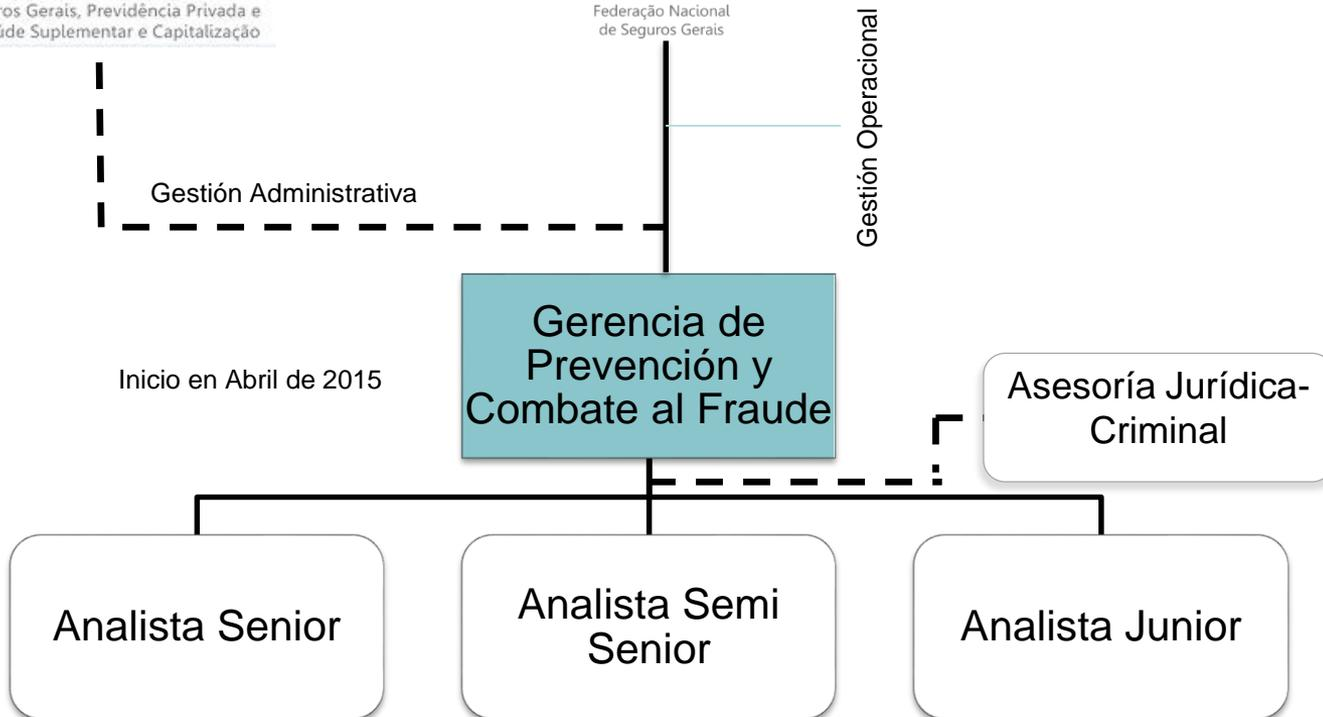 ros Gerais, Previdência Privada e
úde Suplementar e Capitalização
Federação Nacional
de Seguros Gerais
Gestión Operacional
Gestión Administrativa
Gerencia de
Prevención y
Combate al Fraude
Inicio en Abril de 2015
Asesoría Jurídica-
Criminal
Analista Senior
Analista Semi
Senior
Analista Junior